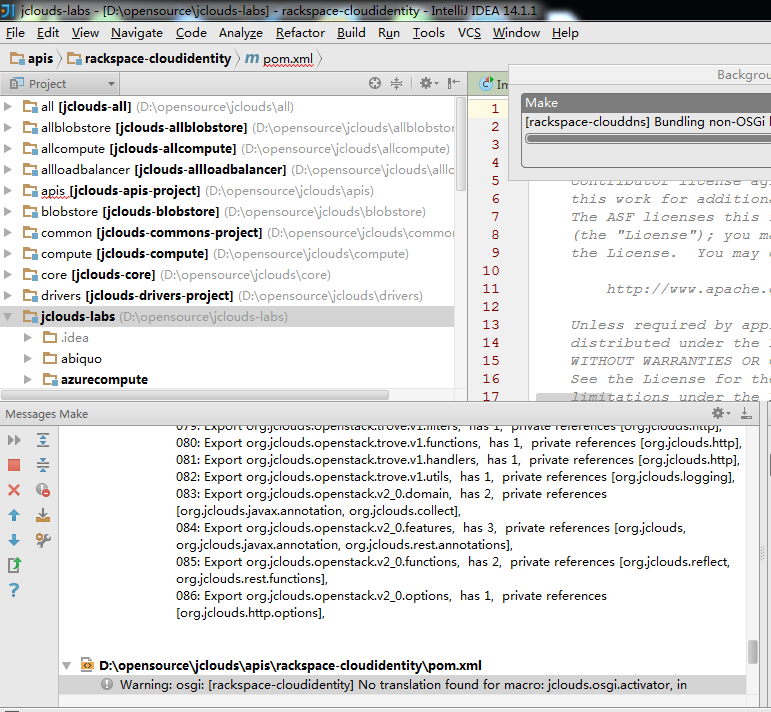 jclouds-labs - [D:\opensource\jclouds-labs] - rackspace-cloudidentity] - IntelliJ IDEA 14.1.1
File Edit View Navigate Code Analyze Refactor Build Run Tools VCS Window Help
apis rackspace-cloudidentity pom.xml
Project
Backgrou
Make
[rackspace-clouddns] Bundling non-OSGi
all [jclouds-all] (D:\opensource\jclouds\all)
allblobstore [jclouds-allblobstore] (D:\opensource\jclouds\allblobstor
allcompute [jclouds-allcompute] (D:\opensource\jclouds\allcompute)
allloadbalancer [jclouds-allloadbalancer] (D:\opensource\jclouds\alllo
apis [jclouds-apis-project] (D:\opensource\jclouds\apis)
blobstore [jclouds-blobstore] (D:\opensource\jclouds\blobstore)
common [jclouds-commons-project] (D:\opensource\jclouds\commo
compute [jclouds-compute] (D:\opensource\jclouds\compute)
core [jclouds-core] (D:\opensource\jclouds\core)
drivers [jclouds-drivers-project] (D:\opensource\jclouds\drivers)
jclouds-labs (D:\opensource\jclouds-labs)
.idea
abiquo
azurecompute
1
2
3
4
5 contributor license ag
6 this work for addition
7 The ASF licenses this
8 (the "License"); you ma
9 the License. You may
10
11 http://www.apache.
12
13 Unless required by app
14 distributed under the
15 WITHOUT WARRANTIES OR
16 See the License for the
17 limitations under the
Messages Make
079: Export org.jclouds.openstack.trove.v1.filters, has 1, private references [org.jclouds.http],
080: Export org.jclouds.openstack.trove.v1.functions, has 1, private references [org.jclouds.http],
081: Export org.jclouds.openstack.trove.v1.handlers, has 1, private references [org.jclouds.http],
082: Export org.jclouds.openstack.trove.v1.utils, has 1, private references [org.jclouds.logging],
083: Export org.jclouds.openstack.v2_0.domain, has 2, private references
[org.jclouds.javax.annotation, org.jclouds.collect],
084: Export org.jclouds.openstack.v2_0.features, has 3, private references [org.jclouds,
org.jclouds.javax.annotation, org.jclouds.rest.annotations],
085: Export org.jclouds.openstack.v2_0.functions, has 2, private references [org.jclouds.reflect,
org.jclouds.rest.functions],
086: Export org.jclouds.openstack.v2_0.options, has 1, private references
[org.jclouds.http.options],
D:\opensource\jclouds\apis\rackspace-cloudidentity\pom.xml
Warning: osgi: [rackspace-cloudidentity] No translation found for macro: jclouds.osgi.activator, in